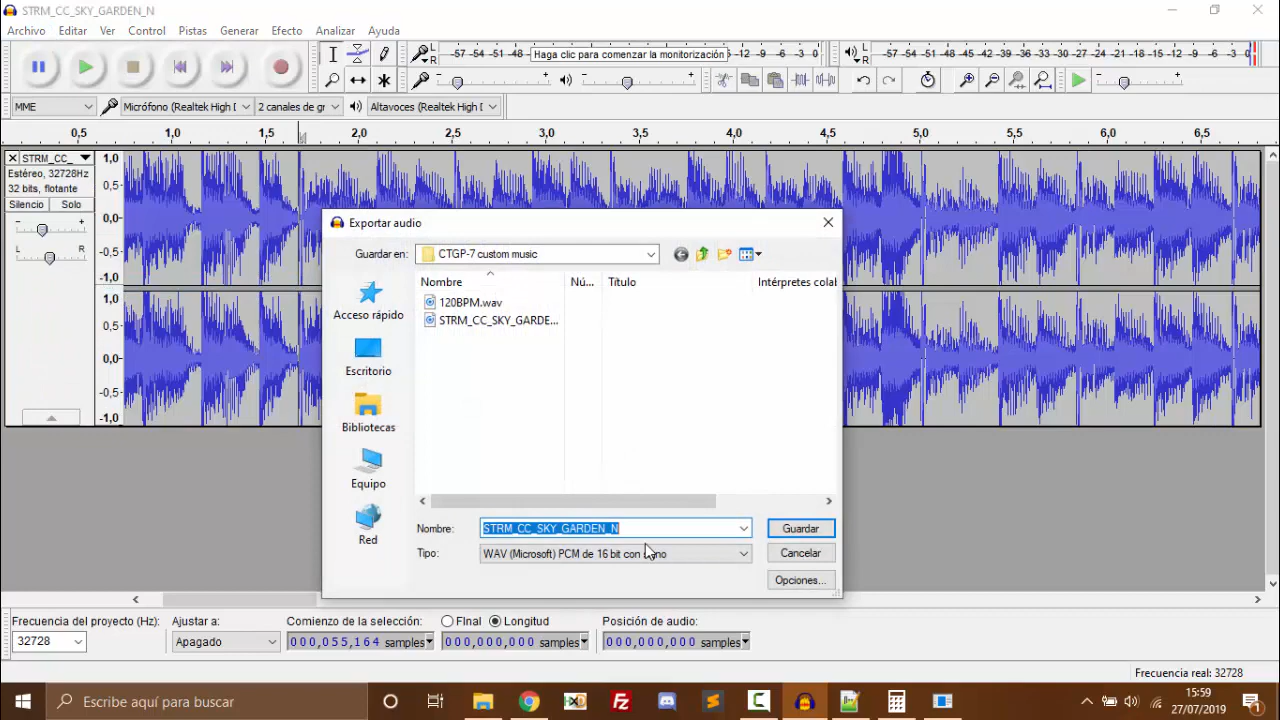 STRM_CC_SKY_GARDEN_N
Archivo Editar Ver Control Pistas Generar Efecto Analizar Ayuda
L R -57 -54 -51 -48 Haga clic para comenzar la monitorización -12 -9 -6 -3 0
L R -57 -54 -51 -48 -45 -42 -39 -36 -33 -30 -27 -24 -21 -18 -15 -12 -9 -6 -3 0
MME Micrófono (Realtek High D 2 canales de gr Altavoces (Realtek High D
0,5 1,0 1,5 2,0 2,5 3,0 3,5 4,0 4,5 5,0 5,5 6,0 6,5
STRM_CC_
Estéreo, 32728Hz
32 bits, flotante
Silencio Solo
- +
L R
1,0
0,5
0,0
-0,5
-1,0
1,0
0,5
0,0
-0,5
-1,0
Exportar audio
Guardar en: CTGP-7 custom music
Acceso rápido
Escritorio
Bibliotecas
Equipo
Red
Nombre Nú... Título Intérpretes colab
120BPM.wav
STRM_CC_SKY_GARDE...
Nombre: STRM_CC_SKY_GARDEN_N Guardar
Tipo: WAV (Microsoft) PCM de 16 bit con Cancelar
Opciones...
Frecuencia del proyecto (Hz): Ajustar a: Comienzo de la selección: FInal Longitud Posición de audio:
32728 Apagado 000,055,164 samples 000,000,000 samples 000,000,000 samples
Frecuencia real: 32728
Escribe aquí para buscar
15:59
27/07/2019
1